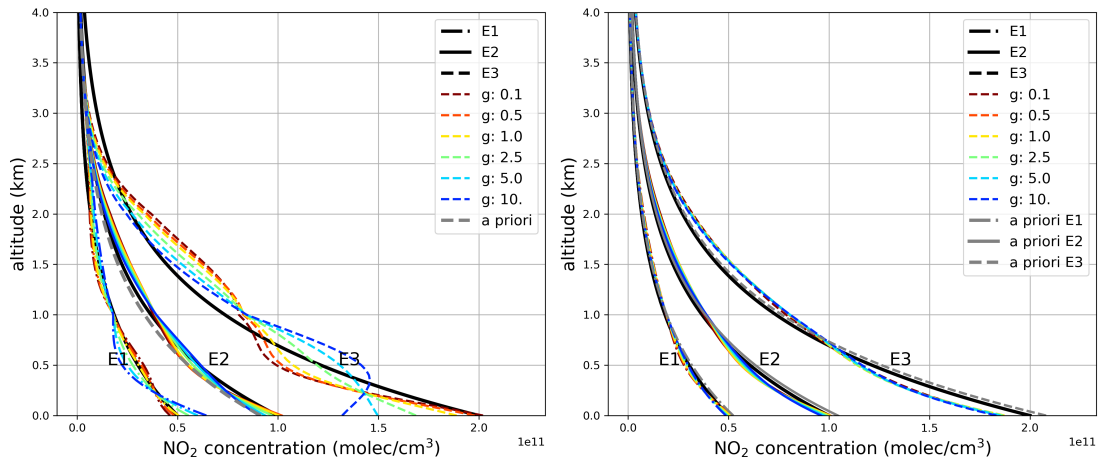 4.0
3.5
3.0
2.5
2.0
1.5
1.0
0.5
0.0
altitude (km)
0.0
0.5
1.0
1.5
2.0
1e11
NO₂ concentration (molec/cm³)
E1
E2
E3
E1
E2
E3
g: 0.1
g: 0.5
g: 1.0
g: 2.5
g: 5.0
g: 10.
a priori
4.0
3.5
3.0
2.5
2.0
1.5
1.0
0.5
0.0
altitude (km)
0.0
0.5
1.0
1.5
2.0
1e11
NO₂ concentration (molec/cm³)
E1
E2
E3
E1
E2
E3
g: 0.1
g: 0.5
g: 1.0
g: 2.5
g: 5.0
g: 10.
a priori E1
a priori E2
a priori E3